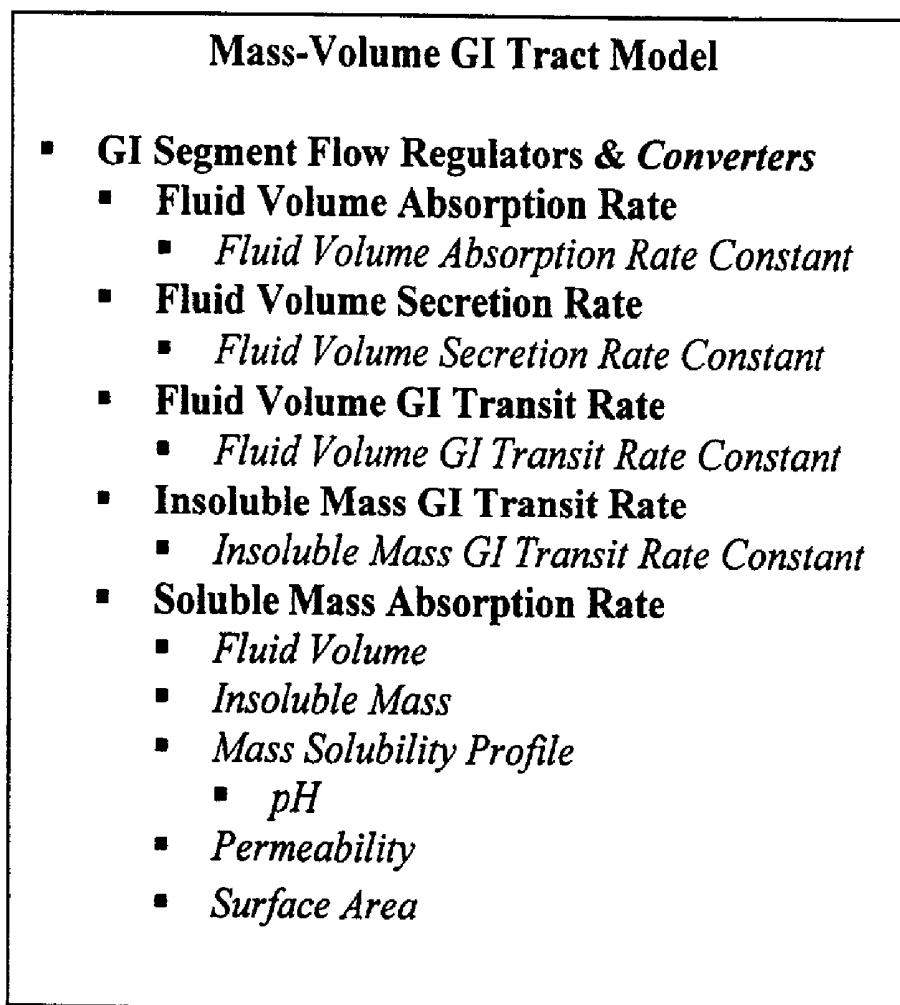 Mass-Volume GI Tract Model
▪ GI Segment Flow Regulators & Converters
▪ Fluid Volume Absorption Rate
▪ Fluid Volume Absorption Rate Constant
▪ Fluid Volume Secretion Rate
▪ Fluid Volume Secretion Rate Constant
▪ Fluid Volume GI Transit Rate
▪ Fluid Volume GI Transit Rate Constant
▪ Insoluble Mass GI Transit Rate
▪ Insoluble Mass GI Transit Rate Constant
▪ Soluble Mass Absorption Rate
▪ Fluid Volume
▪ Insoluble Mass
▪ Mass Solubility Profile
▪ pH
▪ Permeability
▪ Surface Area